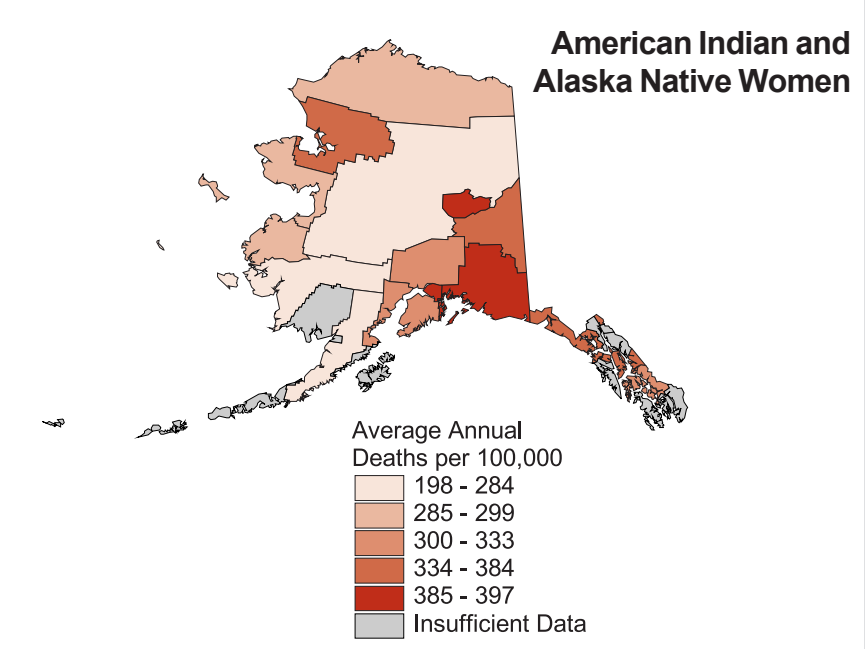 American Indian and
Alaska Native Women
Average Annual
Deaths per 100,000
198 - 284
285 - 299
300 - 333
334 - 384
385 - 397
Insufficient Data